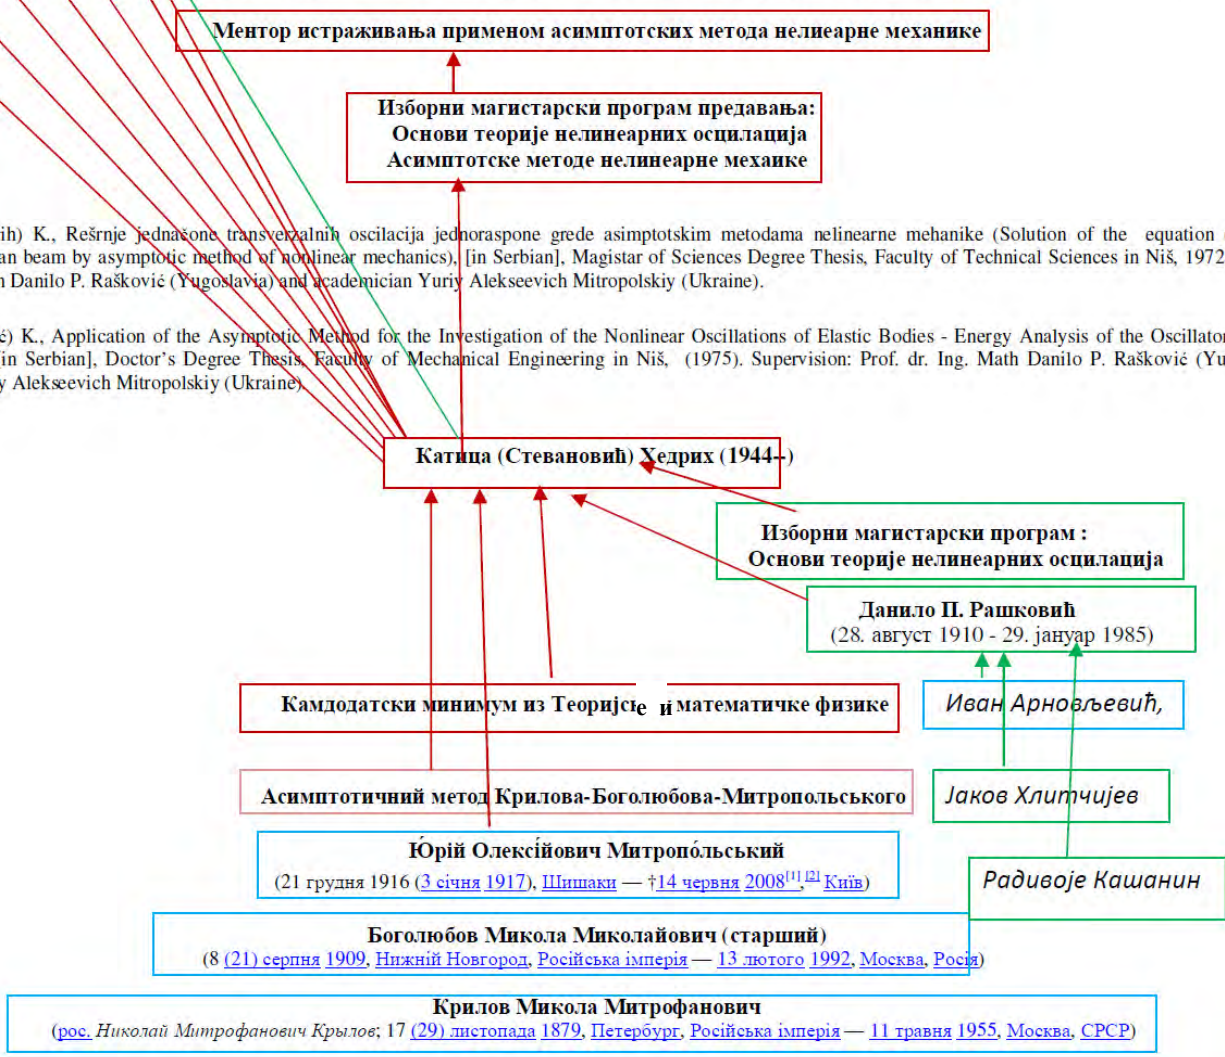 Ментор истраживања применом асимптотских метода нелиеарне механике
Изборни магистарски програм предавања:
Основи теорије нелинеарних осцилација
Асимптотске методе нелинеарне мехаике
ih) K., Rešrnje jednačone transverzalnih oscilacija jednoraspone grede asimptotskim metodama nelinearne mehanike (Solution of the equation
an beam by asymptotic method of nonlinear mechanics), [in Serbian], Magistar of Sciences Degree Thesis, Faculty of Technical Sciences in Niš, 1972
Danilo P. Rašković (Yugoslavia) and academician Yuriy Alekseevich Mitropolskiy (Ukraine).
ć) K., Application of the Asymptotic Method for the Investigation of the Nonlinear Oscillations of Elastic Bodies - Energy Analysis of the Oscillator
in Serbian], Doctor's Degree Thesis, Faculty of Mechanical Engineering in Niš, (1975). Supervision: Prof. dr. Ing. Math Danilo P. Rašković (Yu
y Alekseevich Mitropolskiy (Ukraine).
Катица (Стевановић) Хедрих (1944--)
Изборни магистарски програм :
Основи теорије нелинеарних осцилација
Данило П. Рашковић
(28. август 1910 - 29. јануар 1985)
Камдодатски минимум из Теоријске и математичке физике
Иван Арновљевић,
Асимптотичний метод Крилова-Боголюбова-Митропольського
Јаков Хлитчијев
Ю́рій Олексі́йович Митропо́льський
(21 грудня 1916 (3 січня 1917), Шишаки — †14 червня 2008[1],[2] Київ)
Радивоје Кашанин
Боголюбов Микола Миколайович (старший)
(8 (21) серпня 1909, Нижній Новгород, Російська імперія — 13 лютого 1992, Москва, Росія)
Крилов Микола Митрофанович
(рос. Николай Митрофанович Крылов; 17 (29) листопада 1879, Петербург, Російська імперія — 11 травня 1955, Москва, СРСР)